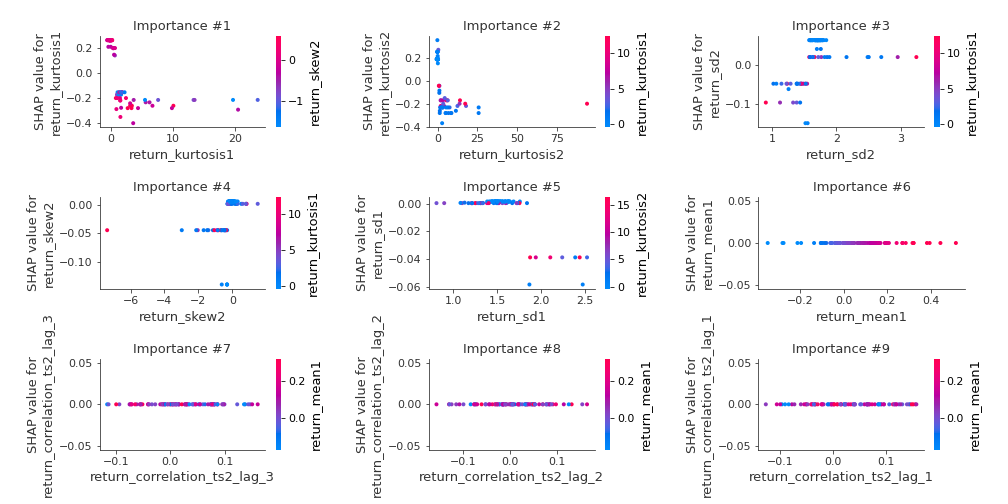 Importance #1
Importance #2
Importance #3
SHAP value for
return_kurtosis1
0.2
0.0
−0.2
−0.4
0
10
20
return_kurtosis1
0
−1
return_skew2
SHAP value for
return_kurtosis2
0.4
0.2
0.0
−0.2
−0.4
0
25
50
75
return_kurtosis2
10
5
0
return_kurtosis1
SHAP value for
return_sd2
0.0
−0.1
1
2
3
return_sd2
10
5
0
return_kurtosis1
Importance #4
Importance #5
Importance #6
SHAP value for
return_skew2
0.00
−0.05
−0.10
−6
−4
−2
0
return_skew2
10
5
0
return_kurtosis1
SHAP value for
return_sd1
0.00
−0.02
−0.04
−0.06
1.0
1.5
2.0
2.5
return_sd1
15
10
5
0
return_kurtosis2
SHAP value for
return_mean1
0.05
0.00
−0.05
−0.2
0.0
0.2
0.4
return_mean1
Importance #7
Importance #8
Importance #9
SHAP value for
return_correlation_ts2_lag_3
0.05
0.00
−0.05
−0.1
0.0
0.1
return_correlation_ts2_lag_3
0.2
0.0
return_mean1
SHAP value for
return_correlation_ts2_lag_2
0.05
0.00
−0.05
−0.1
0.0
0.1
return_correlation_ts2_lag_2
0.2
0.0
return_mean1
SHAP value for
return_correlation_ts2_lag_1
0.05
0.00
−0.05
−0.1
0.0
0.1
return_correlation_ts2_lag_1
0.2
0.0
return_mean1